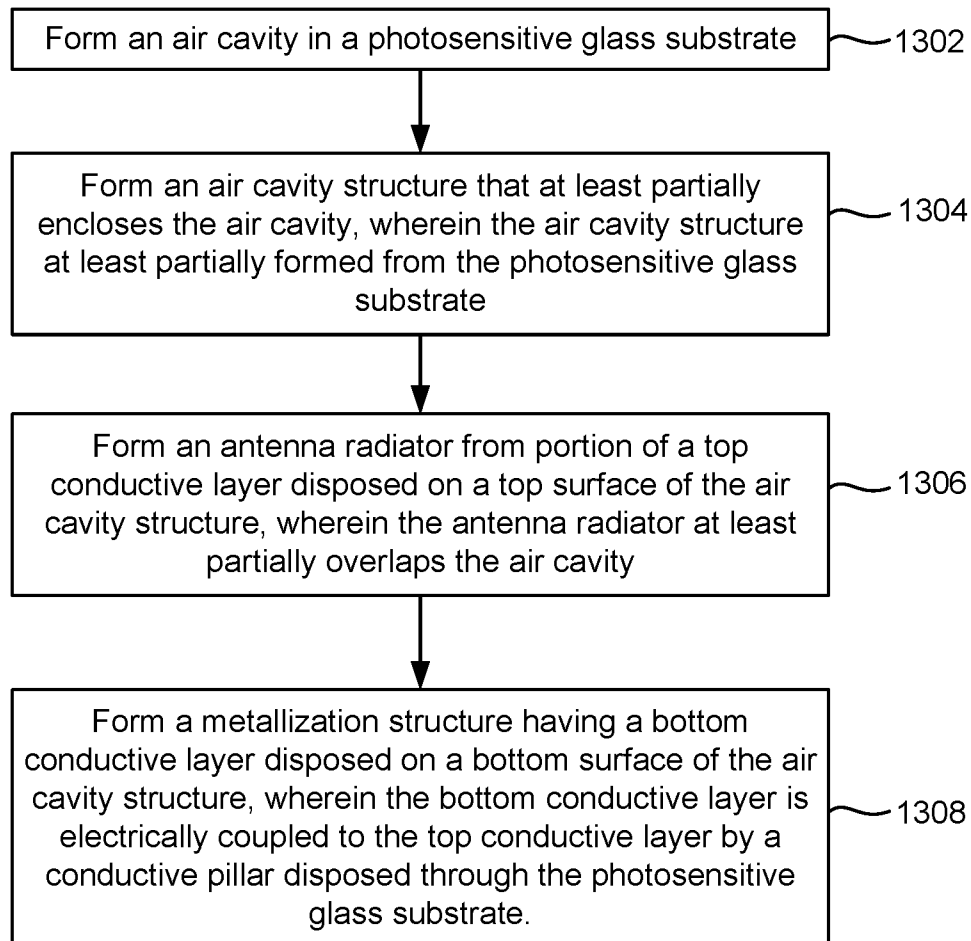 Form an air cavity in a photosensitive glass substrate
1302
Form an air cavity structure that at least partially
encloses the air cavity, wherein the air cavity structure
at least partially formed from the photosensitive glass
substrate
1304
Form an antenna radiator from portion of a top
conductive layer disposed on a top surface of the air
cavity structure, wherein the antenna radiator at least
partially overlaps the air cavity
1306
Form a metallization structure having a bottom
conductive layer disposed on a bottom surface of the air
cavity structure, wherein the bottom conductive layer is
electrically coupled to the top conductive layer by a
conductive pillar disposed through the photosensitive
glass substrate.
1308